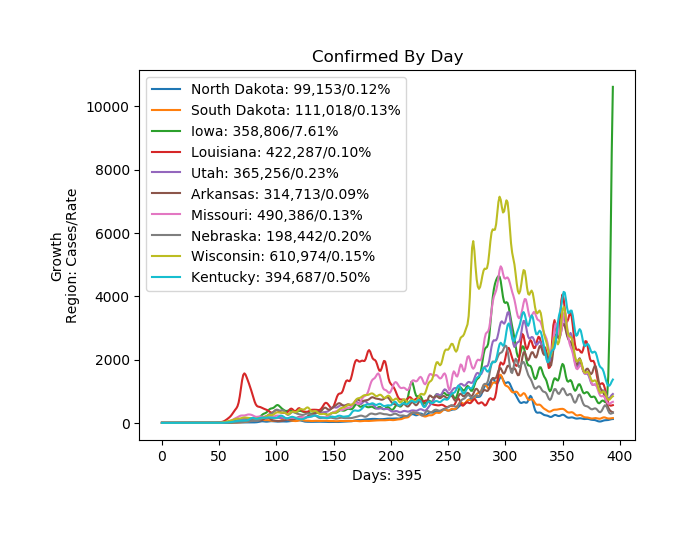 Confirmed By Day
Growth
Region: Cases/Rate
10000
8000
6000
4000
2000
0
North Dakota: 99,153/0.12%
South Dakota: 111,018/0.13%
Iowa: 358,806/7.61%
Louisiana: 422,287/0.10%
Utah: 365,256/0.23%
Arkansas: 314,713/0.09%
Missouri: 490,386/0.13%
Nebraska: 198,442/0.20%
Wisconsin: 610,974/0.15%
Kentucky: 394,687/0.50%
0 50 100 150 200 250 300 350 400
Days: 395